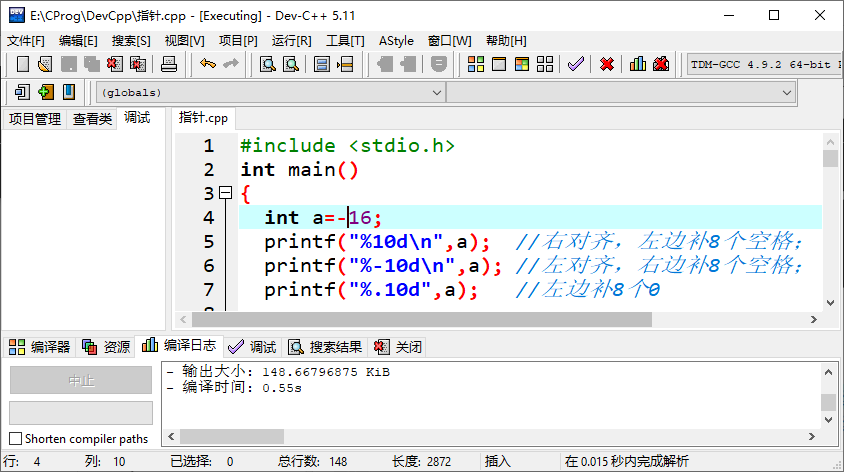 E:\CProg\DevCpp\指针.cpp - [Executing] - Dev-C++ 5.11
文件[F] 编辑[E] 搜索[S] 视图[V] 项目[P] 运行[R] 工具[T] AStyle 窗口[W] 帮助[H]
TDM-GCC 4.9.2 64-bit
(globals)
项目管理 查看类 调试 指针.cpp
1 #include <stdio.h>
2 int main()
3 {
4 int a=-16;
5 printf("%10d\n",a); //右对齐，左边补8个空格；
6 printf("%-10d\n",a); //左对齐，右边补8个空格；
7 printf("%.10d",a); //左边补8个0
编译器 资源 编译日志 调试 搜索结果 关闭
中止
- 输出大小: 148.66796875 KiB
- 编译时间: 0.55s
Shorten compiler paths
行: 4 列: 10 已选择: 0 总行数: 148 长度: 2872 插入 在 0.015 秒内完成解析